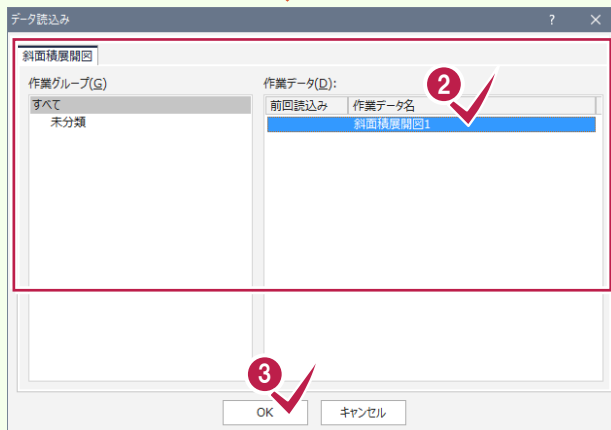 データ読込み
? ×
斜面積展開図
作業グループ(G)
作業データ(D):
すべて
未分類
前回読込み 作業データ名
斜面積展開図1
2
3
OK キャンセル